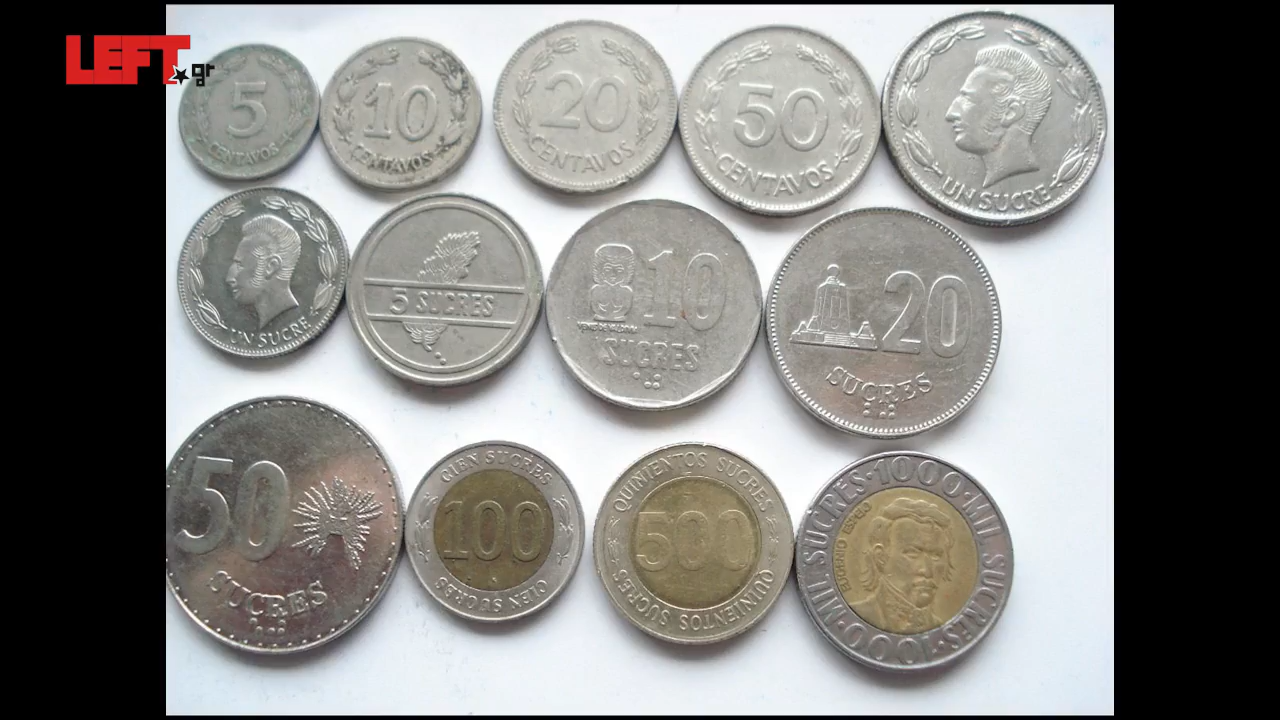 LEFT.gr
5
CENTAVOS
10
CENTAVOS
20
CENTAVOS
50
CENTAVOS
UN SUCRE
UN SUCRE
5 SUCRES
10
SUCRES
20
SUCRES
50
SUCRES
CIEN SUCRES
100
CIEN SUCRES
QUINIENTOS SUCRES
500
QUINIENTOS SUCRES
1000·MIL SUCRES·1000·MIL SUCRES
EUGENIO ESPEJO